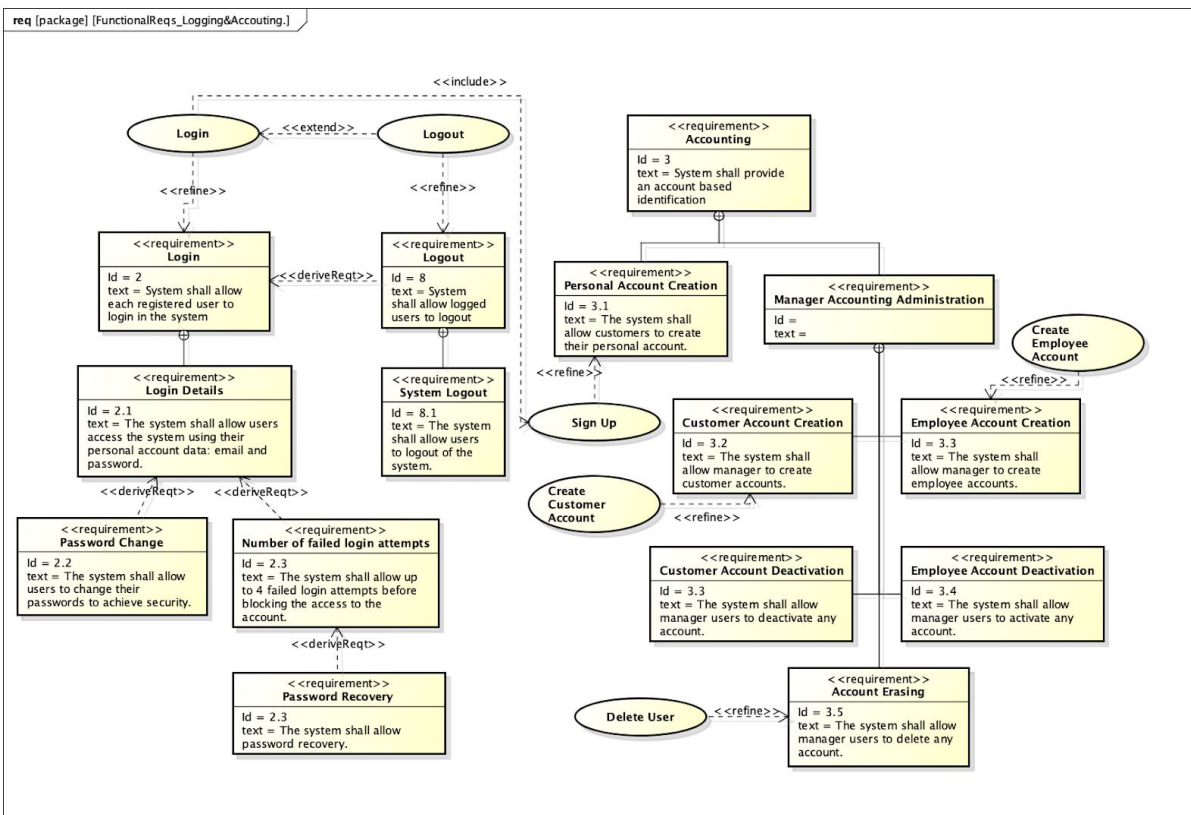 req [package] [FunctionalReqs_Logging&Accouting.]
<<include>>
Login
<<extend>>
Logout
<<refine>>
<<refine>>
<<requirement>>
Login
Id = 2
text = System shall allow
each registered user to
login in the system
<<deriveReqt>>
<<requirement>>
Logout
Id = 8
text = System
shall allow logged
users to logout
<<requirement>>
Login Details
Id = 2.1
text = The system shall allow users
access the system using their
personal account data: email and
password.
<<requirement>>
System Logout
Id = 8.1
text = The system
shall allow users
to logout of the
system.
<<deriveReqt>>
<<deriveReqt>>
<<requirement>>
Password Change
Id = 2.2
text = The system shall allow
users to change their
passwords to achieve security.
<<requirement>>
Number of failed login attempts
Id = 2.3
text = The system shall allow up
to 4 failed login attempts before
blocking the access to the
account.
<<deriveReqt>>
<<requirement>>
Password Recovery
Id = 2.3
text = The system shall allow
password recovery.
<<requirement>>
Accounting
Id = 3
text = System shall provide
an account based
identification
<<requirement>>
Personal Account Creation
Id = 3.1
text = The system shall
allow customers to create
their personal account.
<<requirement>>
Manager Accounting Administration
Id =
text =
Create
Employee
Account
<<refine>>
<<refine>>
Sign Up
<<requirement>>
Customer Account Creation
Id = 3.2
text = The system shall
allow manager to create
customer accounts.
<<requirement>>
Employee Account Creation
Id = 3.3
text = The system shall
allow manager to create
employee accounts.
Create
Customer
Account
<<refine>>
<<requirement>>
Customer Account Deactivation
Id = 3.3
text = The system shall allow
manager users to deactivate any
account.
<<requirement>>
Employee Account Deactivation
Id = 3.4
text = The system shall allow
manager users to activate any
account.
Delete User
<<refine>>
<<requirement>>
Account Erasing
Id = 3.5
text = The system shall allow
manager users to delete any
account.